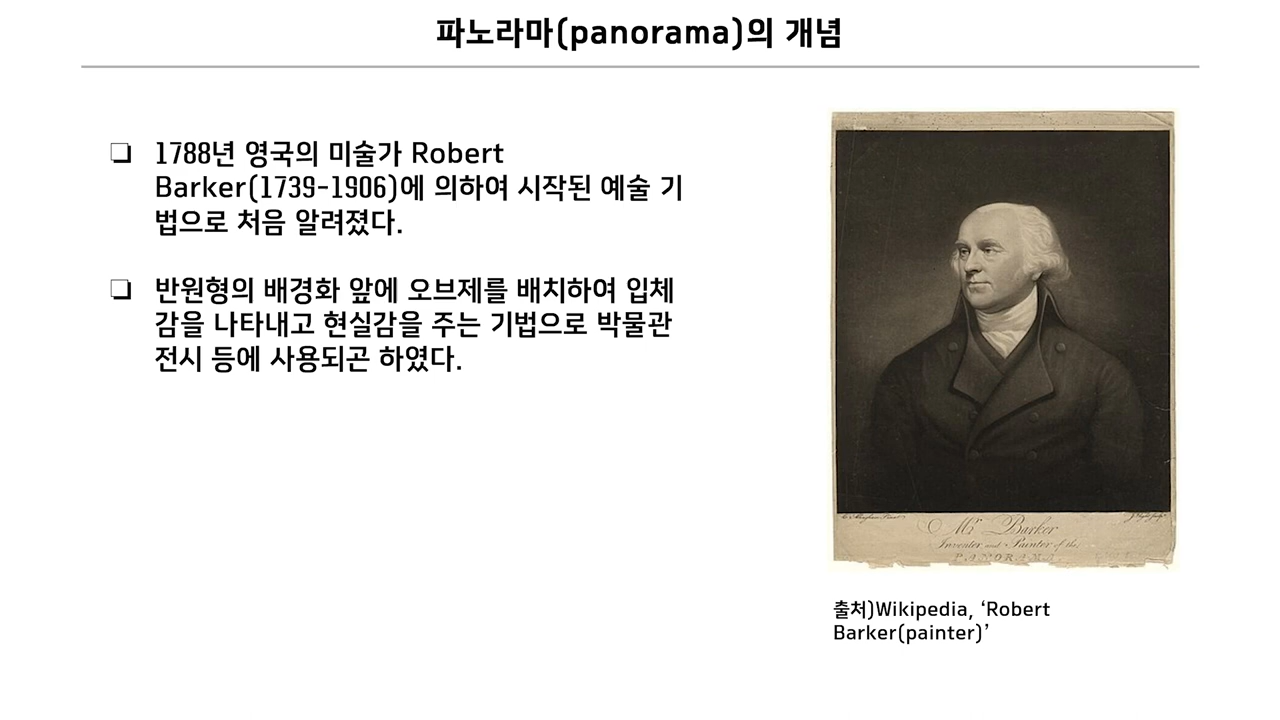 파노라마(panorama)의 개념
❏ 1788년 영국의 미술가 Robert
Barker(1739-1906)에 의하여 시작된 예술 기
법으로 처음 알려졌다.
❏ 반원형의 배경화 앞에 오브제를 배치하여 입체
감을 나타내고 현실감을 주는 기법으로 박물관
전시 등에 사용되곤 하였다.
Mr Barker
Inventor and Painter of the
PANORAMA
출처)Wikipedia, ‘Robert
Barker(painter)’